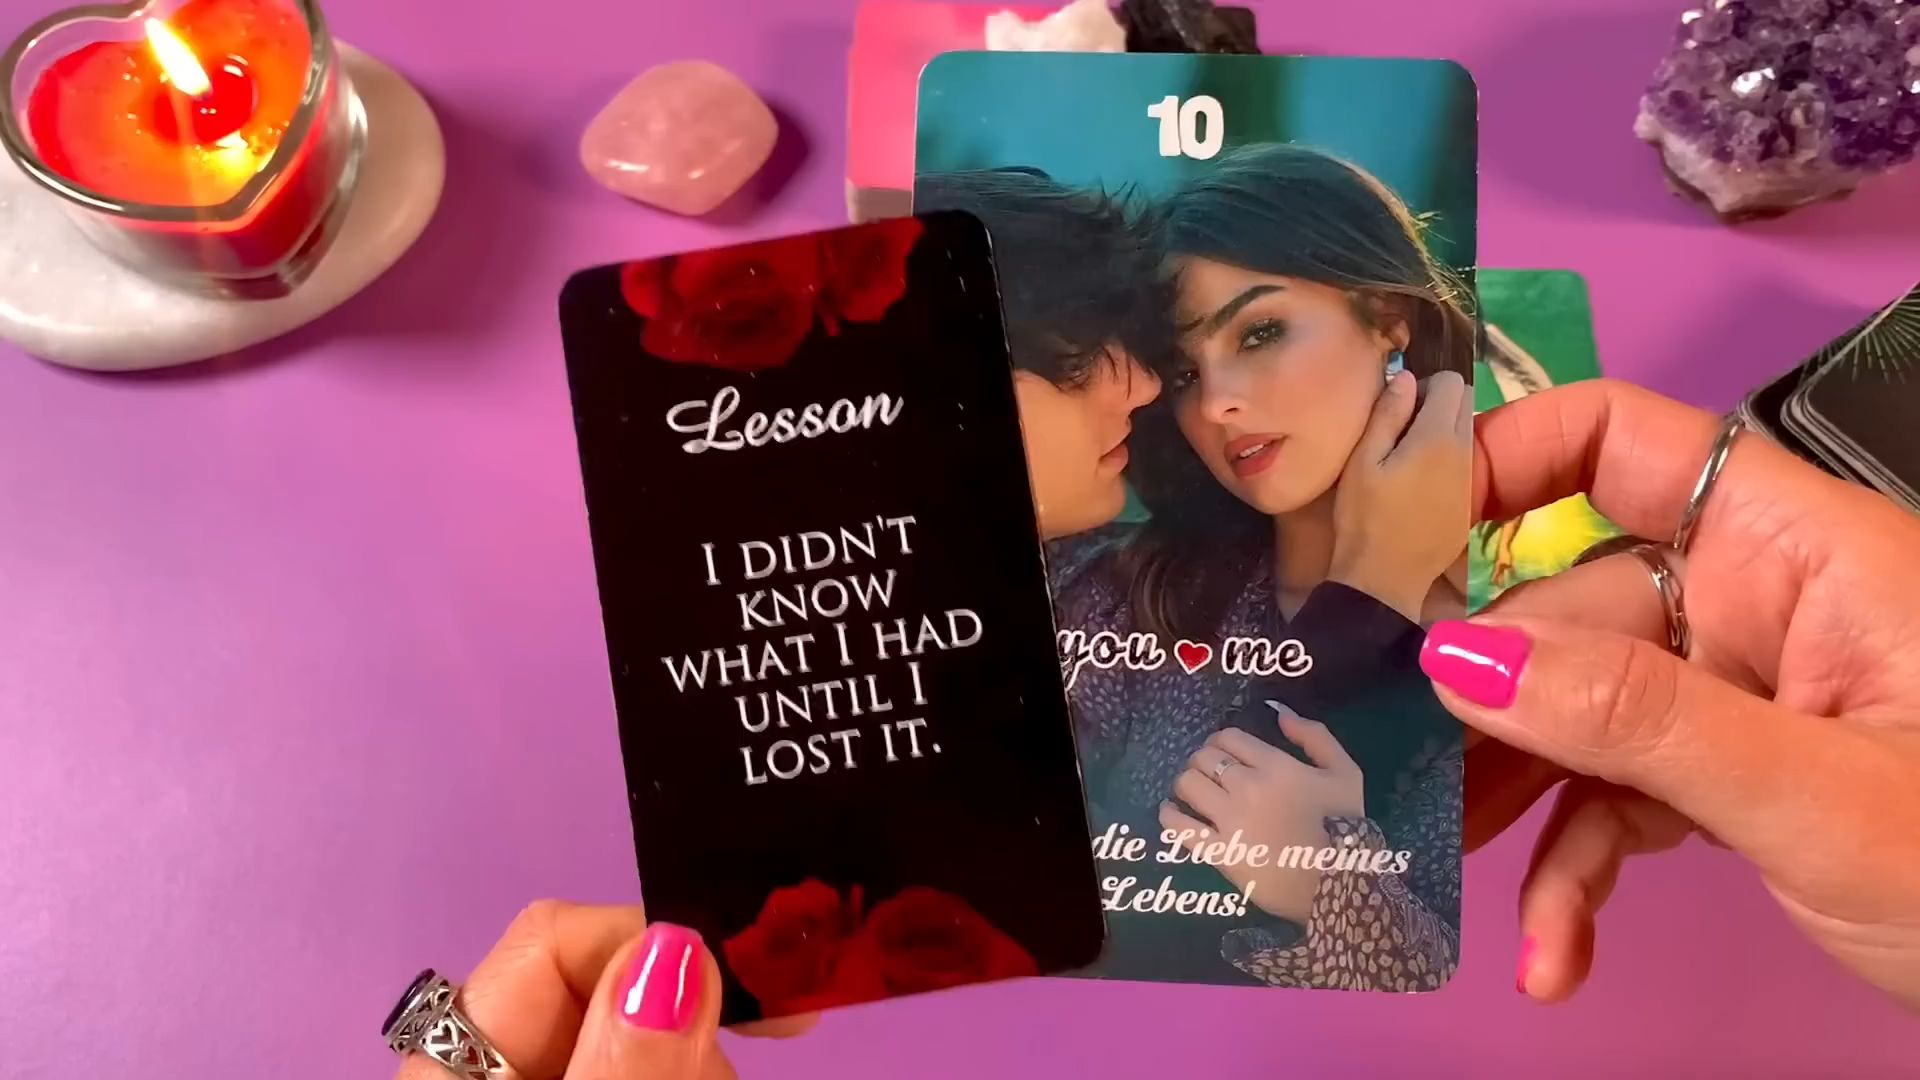 Lesson
I DIDN'T
KNOW
WHAT I HAD
UNTIL I
LOST IT.
10
you me
die Liebe meines
Lebens!